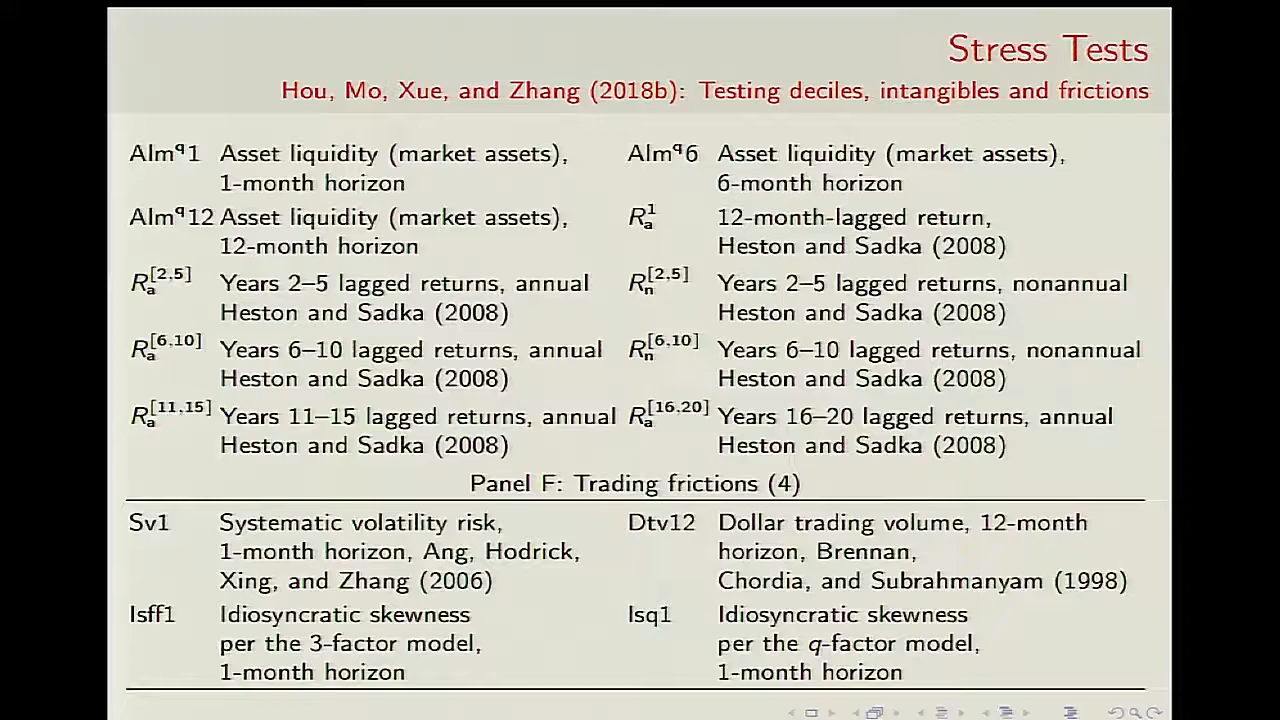 Stress Tests
Hou, Mo, Xue, and Zhang (2018b): Testing deciles, intangibles and frictions
Almq1 Asset liquidity (market assets), 1-month horizon
Almq6 Asset liquidity (market assets), 6-month horizon
Almq12 Asset liquidity (market assets), 12-month horizon
R1a 12-month-lagged return, Heston and Sadka (2008)
R[2,5]a Years 2–5 lagged returns, annual Heston and Sadka (2008)
R[2,5]n Years 2–5 lagged returns, nonannual Heston and Sadka (2008)
R[6,10]a Years 6–10 lagged returns, annual Heston and Sadka (2008)
R[6,10]n Years 6–10 lagged returns, nonannual Heston and Sadka (2008)
R[11,15]a Years 11–15 lagged returns, annual Heston and Sadka (2008)
R[16,20]a Years 16–20 lagged returns, annual Heston and Sadka (2008)
Panel F: Trading frictions (4)
Sv1 Systematic volatility risk, 1-month horizon, Ang, Hodrick, Xing, and Zhang (2006)
Dtv12 Dollar trading volume, 12-month horizon, Brennan, Chordia, and Subrahmanyam (1998)
Isff1 Idiosyncratic skewness per the 3-factor model, 1-month horizon
Isq1 Idiosyncratic skewness per the q-factor model, 1-month horizon